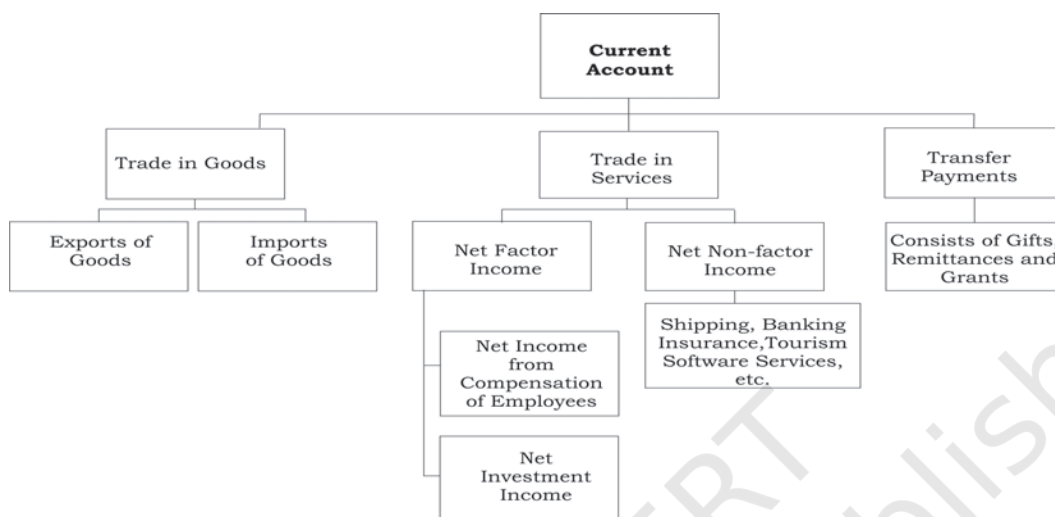 Current
Account
Trade in Goods
Trade in
Services
Transfer
Payments
Exports of
Goods
Imports
of Goods
Net Factor
Income
Net Non-factor
Income
Consists of Gifts,
Remittances and
Grants
Shipping, Banking
Insurance,Tourism
Software Services,
etc.
Net Income
from
Compensation
of Employees
Net
Investment
Income